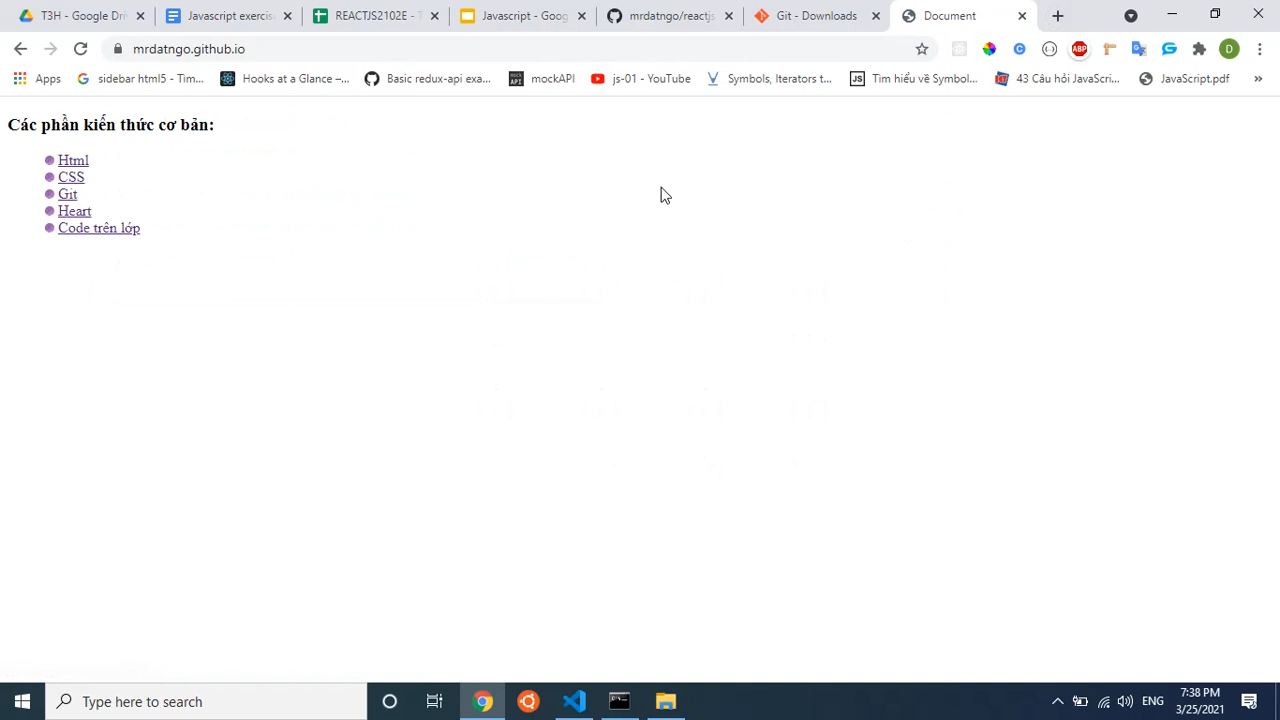 T3H - Google Dri
Javascript exercis
REACTJS2102E - T
Javascript - Goog
mrdatngo/reactjs
Git - Downloads
Document
mrdatngo.github.io
ABP
D
Apps
sidebar html5 - Tim...
Hooks at a Glance –...
Basic redux-api exa...
mockAPI
js-01 - YouTube
Symbols, Iterators t...
JS
Tìm hiểu về Symbol...
43 Câu hỏi JavaScri...
JavaScript.pdf
Các phần kiến thức cơ bản:
Html
CSS
Git
Heart
Code trên lớp
Type here to search
ENG
7:38 PM
3/25/2021